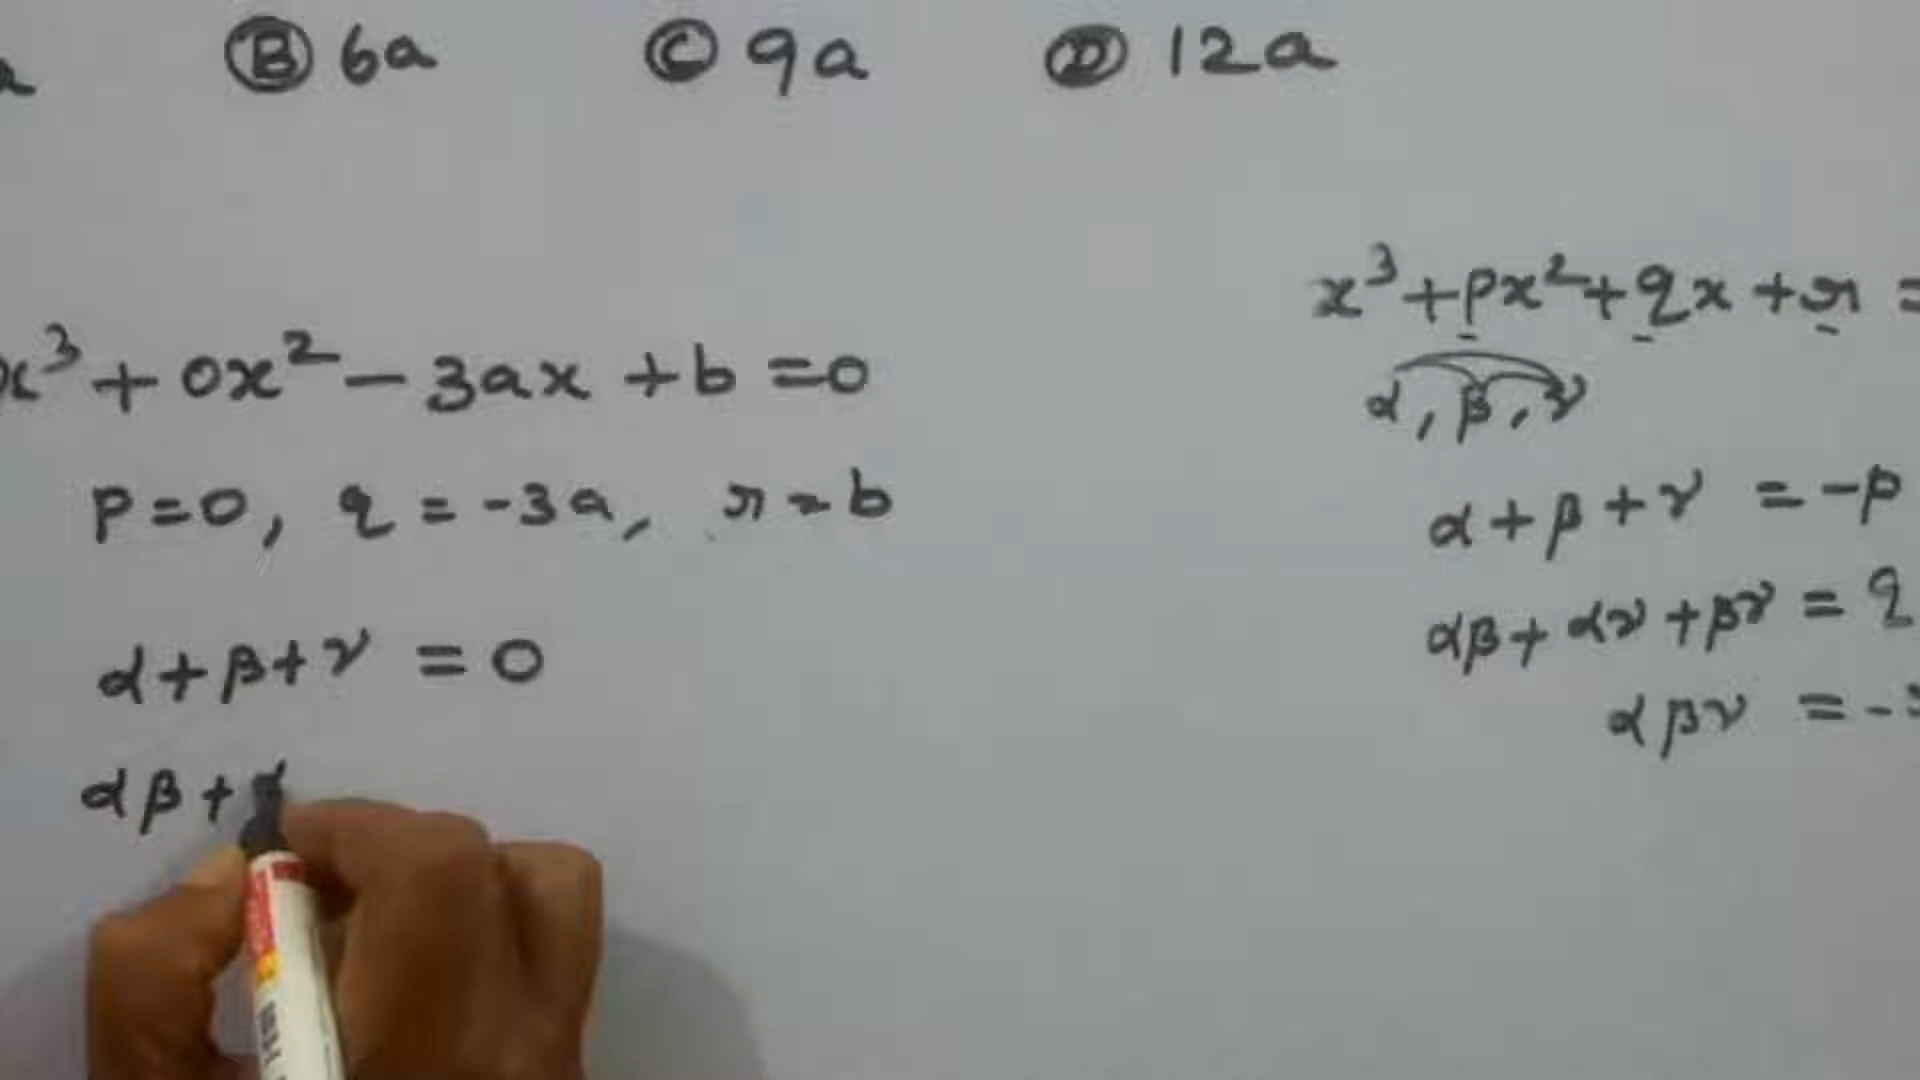 a Ⓑ 6a Ⓒ 9a Ⓓ 12a
x³ + px² + qx + r =
α, β, γ
x³ + 0x² - 3ax + b = 0
p = 0, q = -3a, r = b
α + β + γ = -p
αβ + αγ + βγ = q
α + β + γ = 0
αβγ = -
αβ + α